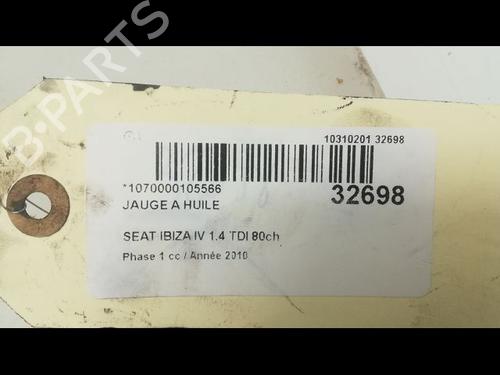 B-PARTS
10310201 32698
*1070000105566
32698
JAUGE A HUILE
SEAT IBIZA IV 1.4 TDI 80ch
Phase 1 cc / Année 2010